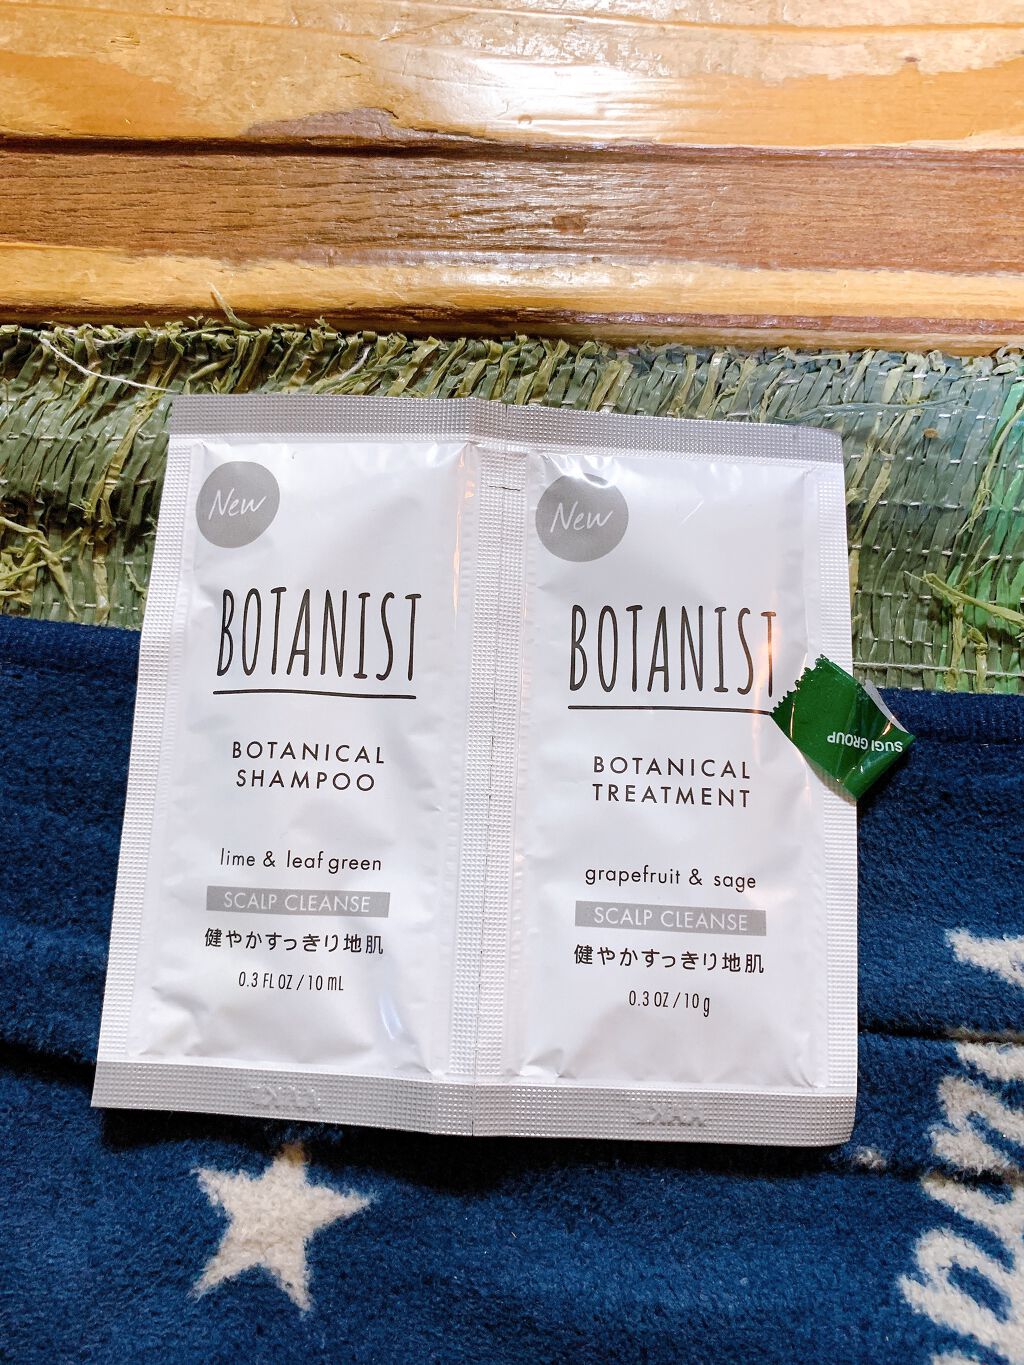 New
BOTANIST
BOTANICAL
SHAMPOO
lime & leaf green
SCALP CLEANSE
健やかすっきり地肌
0.3 FL OZ / 10 mL
New
BOTANIST
BOTANICAL
TREATMENT
grapefruit & sage
SCALP CLEANSE
健やかすっきり地肌
0.3 OZ / 10 g
SUGI GROUP